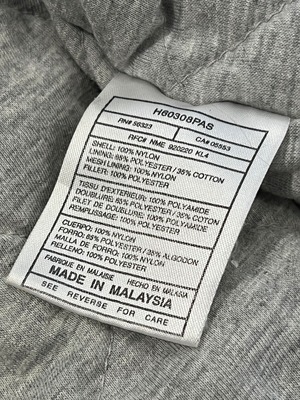 H60308PAS
RN# 56323 CA# 05553
RFC# NME 920220 KL4
SHELL: 100% NYLON
LINING: 65% POLYESTER / 35% COTTON
MESH LINING: 100% NYLON
FILLER: 100% POLYESTER
TISSU D'EXTERIEUR: 100% POLYAMIDE
DOUBLURE: 65% POLYESTER / 35% COTON
FILET DE DOUBLURE: 100% POLYAMIDE
REMPLISSAGE: 100% POLYESTER
CUERPO: 100% NYLON
FORRO: 65% POLYESTER / 35% ALGODON
MALLA DE FORRO: 100% NYLON
RELLENO: 100% POLYESTER
FABRIQUE EN MALAISIE HECHO EN MALASIA
MADE IN MALAYSIA
SEE REVERSE FOR CARE